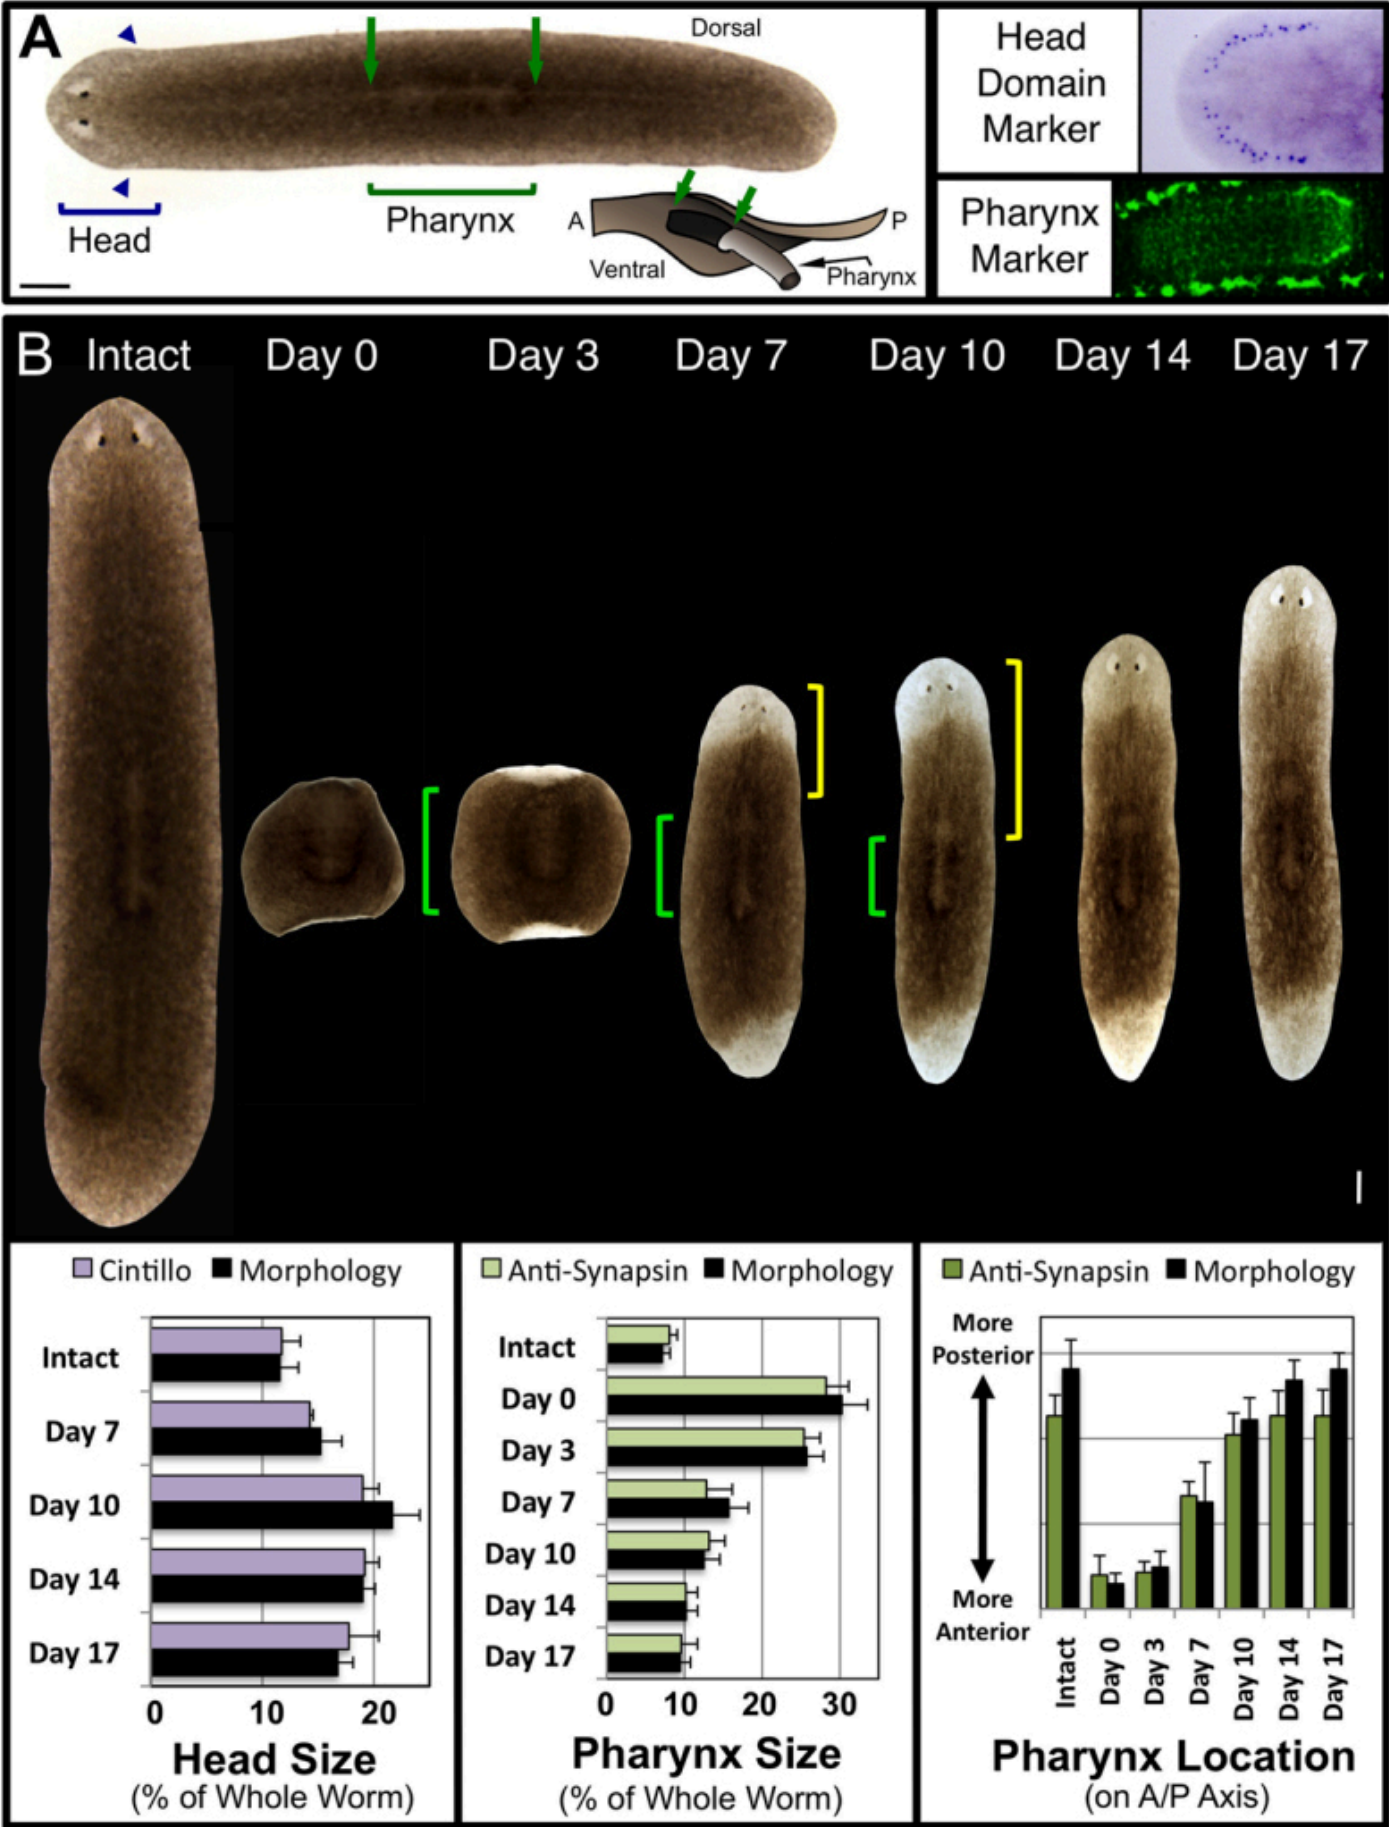 A
Dorsal
Head
Pharynx
A
P
Ventral
Pharynx
Head
Domain
Marker
Pharynx
Marker
B
Intact
Day 0
Day 3
Day 7
Day 10
Day 14
Day 17
Cintillo
Morphology
Intact
Day 7
Day 10
Day 14
Day 17
0
10
20
Head Size
(% of Whole Worm)
Anti-Synapsin
Morphology
Intact
Day 0
Day 3
Day 7
Day 10
Day 14
Day 17
0
10
20
30
Pharynx Size
(% of Whole Worm)
Anti-Synapsin
Morphology
More
Posterior
More
Anterior
Intact
Day 0
Day 3
Day 7
Day 10
Day 14
Day 17
Pharynx Location
(on A/P Axis)